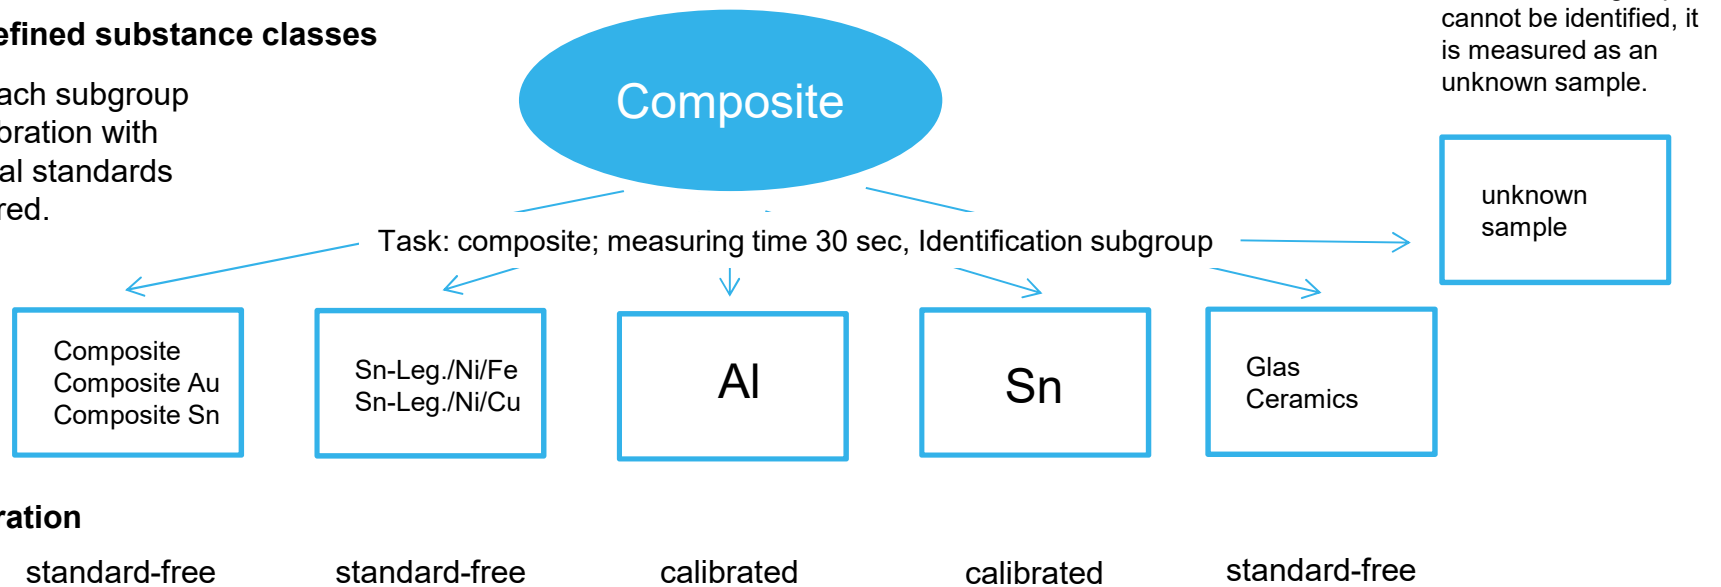 efined substance classes
ach subgroup
bration with
al standards
red.
Composite
cannot be identified, it
is measured as an
unknown sample.
unknown
sample
Task: composite; measuring time 30 sec, Identification subgroup
Composite
Composite Au
Composite Sn
Sn-Leg./Ni/Fe
Sn-Leg./Ni/Cu
Al
Sn
Glas
Ceramics
ration
standard-free
standard-free
calibrated
calibrated
standard-free